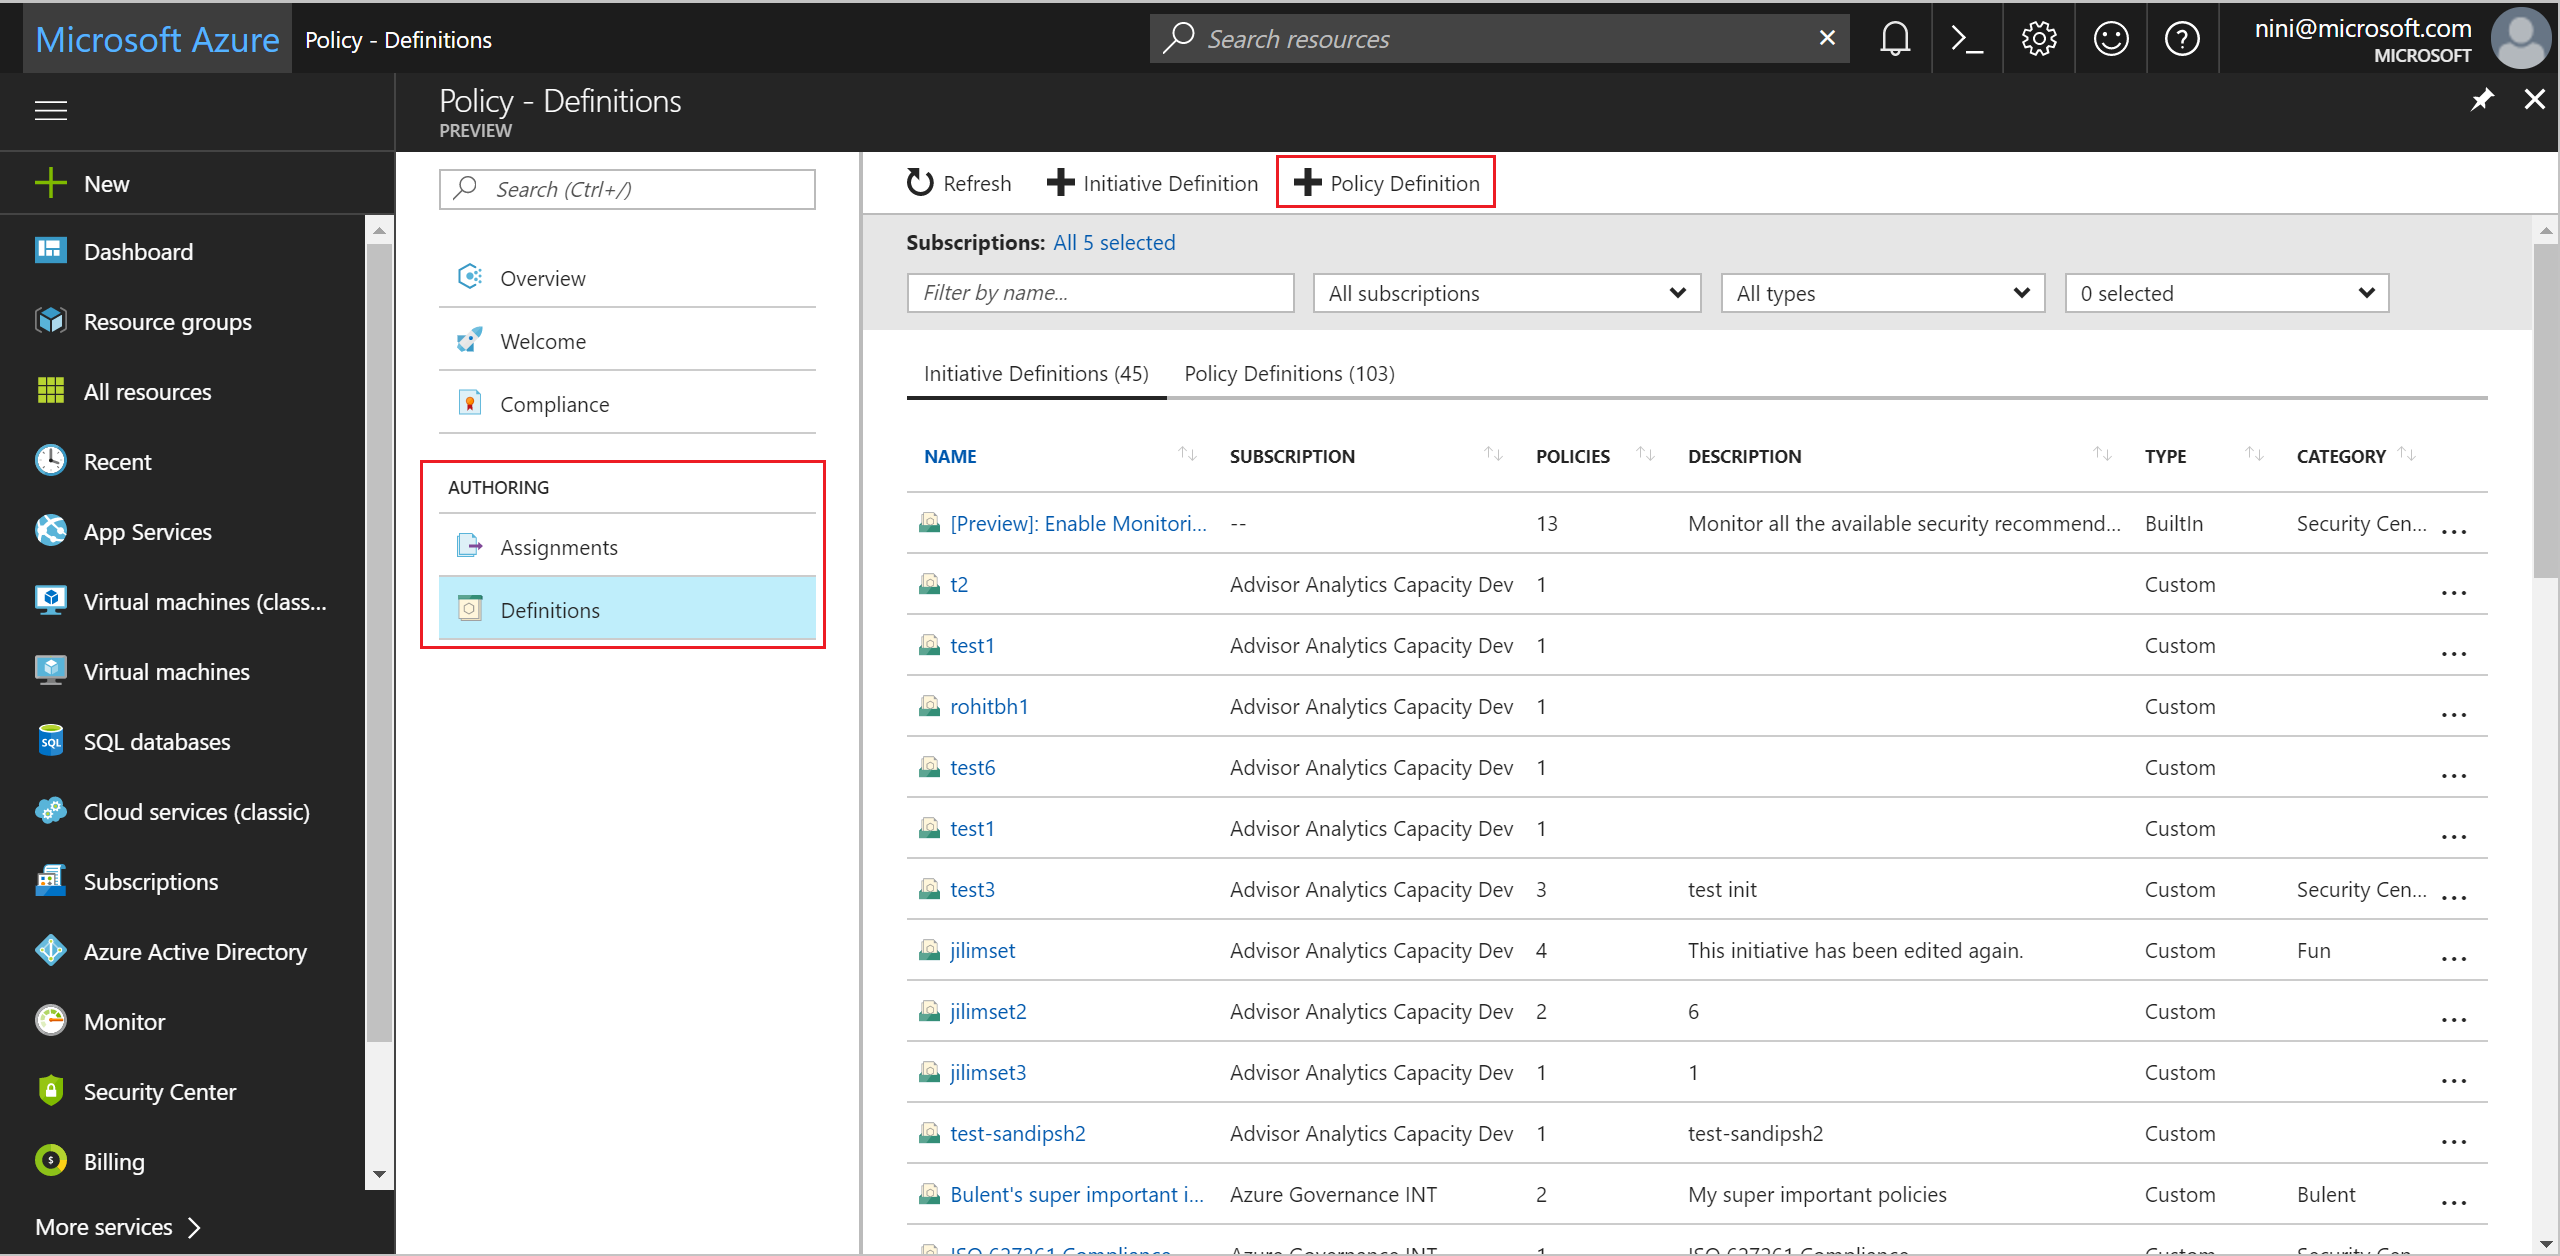 Microsoft Azure Policy - Definitions Search resources nini@microsoft.com
MICROSOFT
Policy - Definitions
PREVIEW
New
Dashboard
Resource groups
All resources
Recent
App Services
Virtual machines (class...
Virtual machines
SQL databases
Cloud services (classic)
Subscriptions
Azure Active Directory
Monitor
Security Center
Billing
More services
Search (Ctrl+/)
Overview
Welcome
Compliance
AUTHORING
Assignments
Definitions
Refresh Initiative Definition Policy Definition
Subscriptions: All 5 selected
Filter by name... All subscriptions All types 0 selected
Initiative Definitions (45) Policy Definitions (103)
NAME SUBSCRIPTION POLICIES DESCRIPTION TYPE CATEGORY
[Preview]: Enable Monitori... -- 13 Monitor all the available security recommend... BuiltIn Security Cen... ...
t2 Advisor Analytics Capacity Dev 1 Custom ...
test1 Advisor Analytics Capacity Dev 1 Custom ...
rohitbh1 Advisor Analytics Capacity Dev 1 Custom ...
test6 Advisor Analytics Capacity Dev 1 Custom ...
test1 Advisor Analytics Capacity Dev 1 Custom ...
test3 Advisor Analytics Capacity Dev 3 test init Custom Security Cen... ...
jilimset Advisor Analytics Capacity Dev 4 This initiative has been edited again. Custom Fun ...
jilimset2 Advisor Analytics Capacity Dev 2 6 Custom ...
jilimset3 Advisor Analytics Capacity Dev 1 1 Custom ...
test-sandipsh2 Advisor Analytics Capacity Dev 1 test-sandipsh2 Custom ...
Bulent's super important i... Azure Governance INT 2 My super important policies Custom Bulent ...